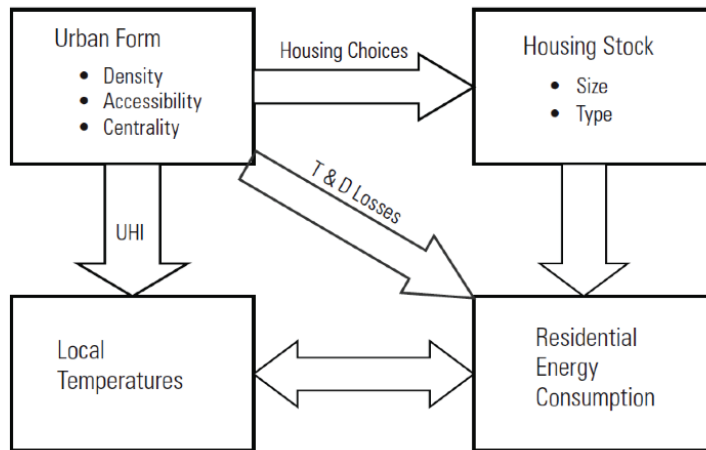 Urban Form
• Density
• Accessibility
• Centrality
Housing Choices
Housing Stock
• Size
• Type
T & D Losses
UHI
Local
Temperatures
Residential
Energy
Consumption